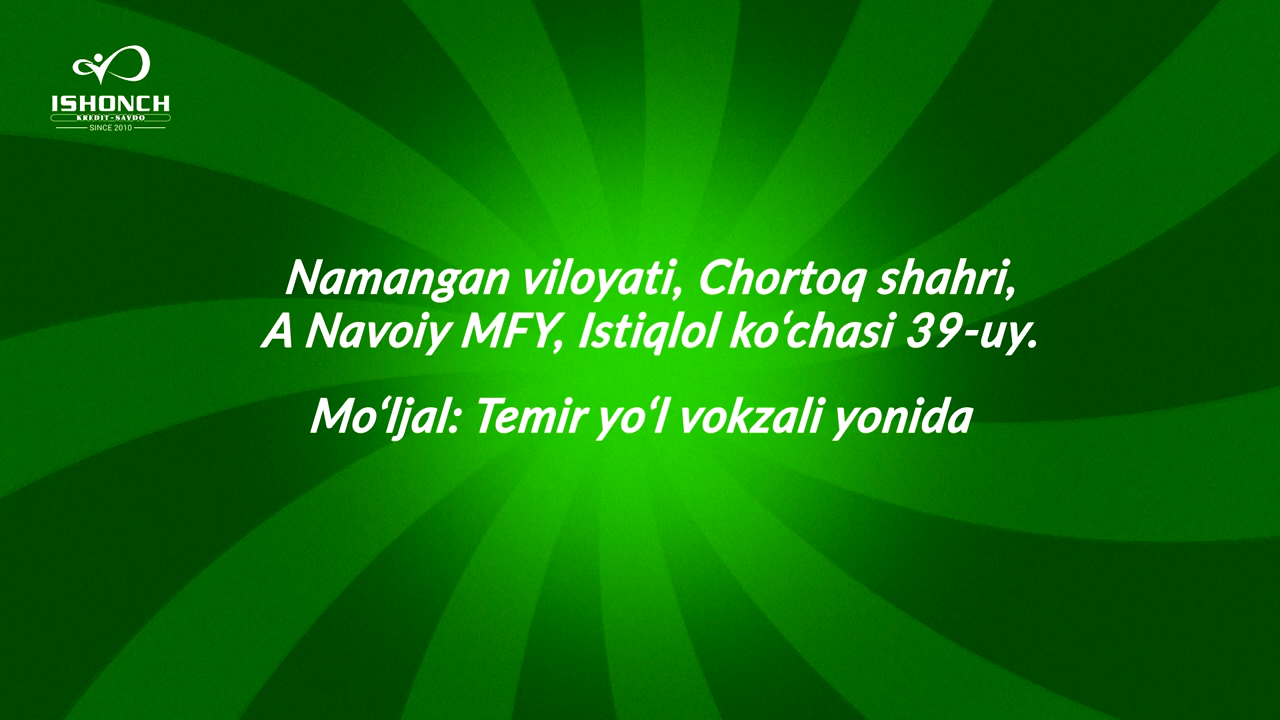 ISHONCH
KREDIT-SAVDO
SINCE 2010
Namangan viloyati, Chortoq shahri,
A Navoiy MFY, Istiqlol ko‘chasi 39-uy.
Mo‘ljal: Temir yo‘l vokzali yonida